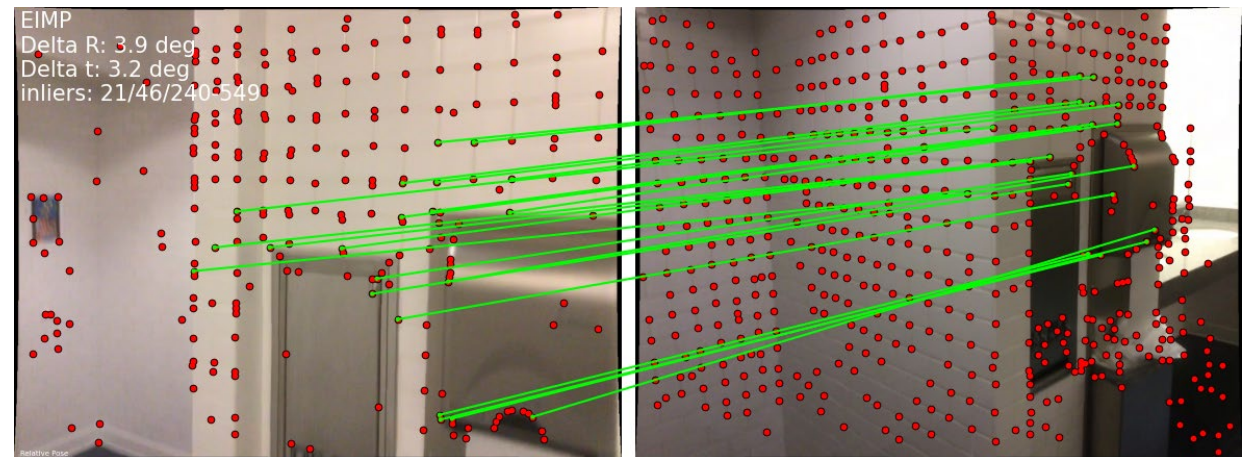 EIMP
Delta R: 3.9 deg
Delta t: 3.2 deg
inliers: 21/46/240-549
Relative Pose